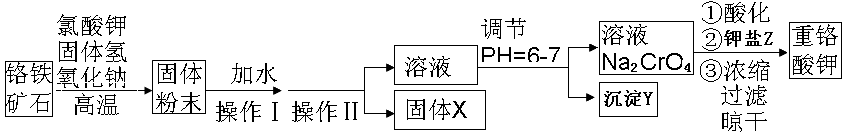 铬铁
矿石
氯酸钾
固体氢
氧化钠
高温
固体
粉末
加水
操作Ⅰ
操作Ⅱ
溶液
固体X
调节
PH=6-7
溶液
Na₂CrO₄
沉淀Y
①酸化
②钾盐Z
③浓缩
过滤
晾干
重铬
酸钾